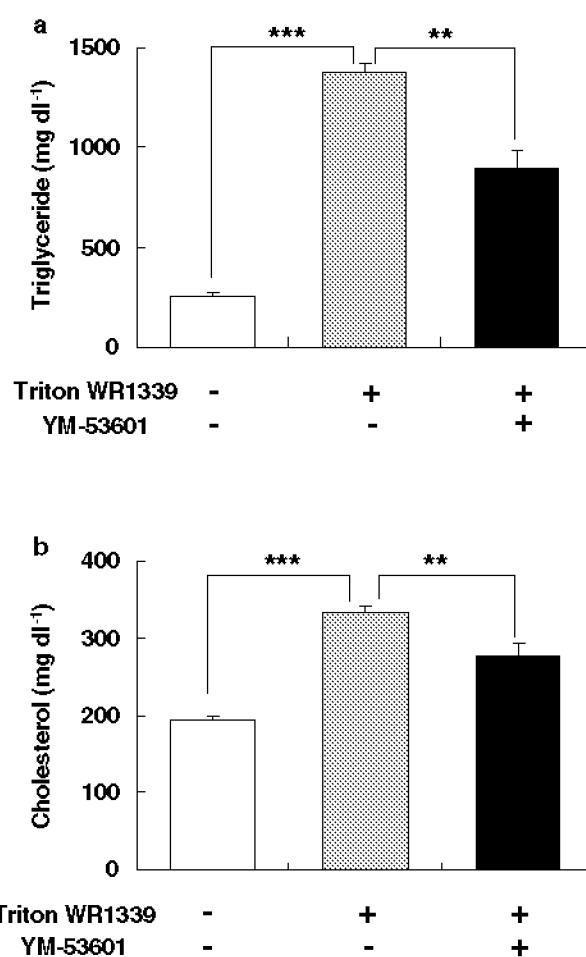 a
*** **
1500
1000
500
0
Triglyceride (mg dl-1)
Triton WR1339 - + +
YM-53601 - - +
b
*** **
400
300
200
100
0
Cholesterol (mg dl-1)
Triton WR1339 - + +
YM-53601 - - +